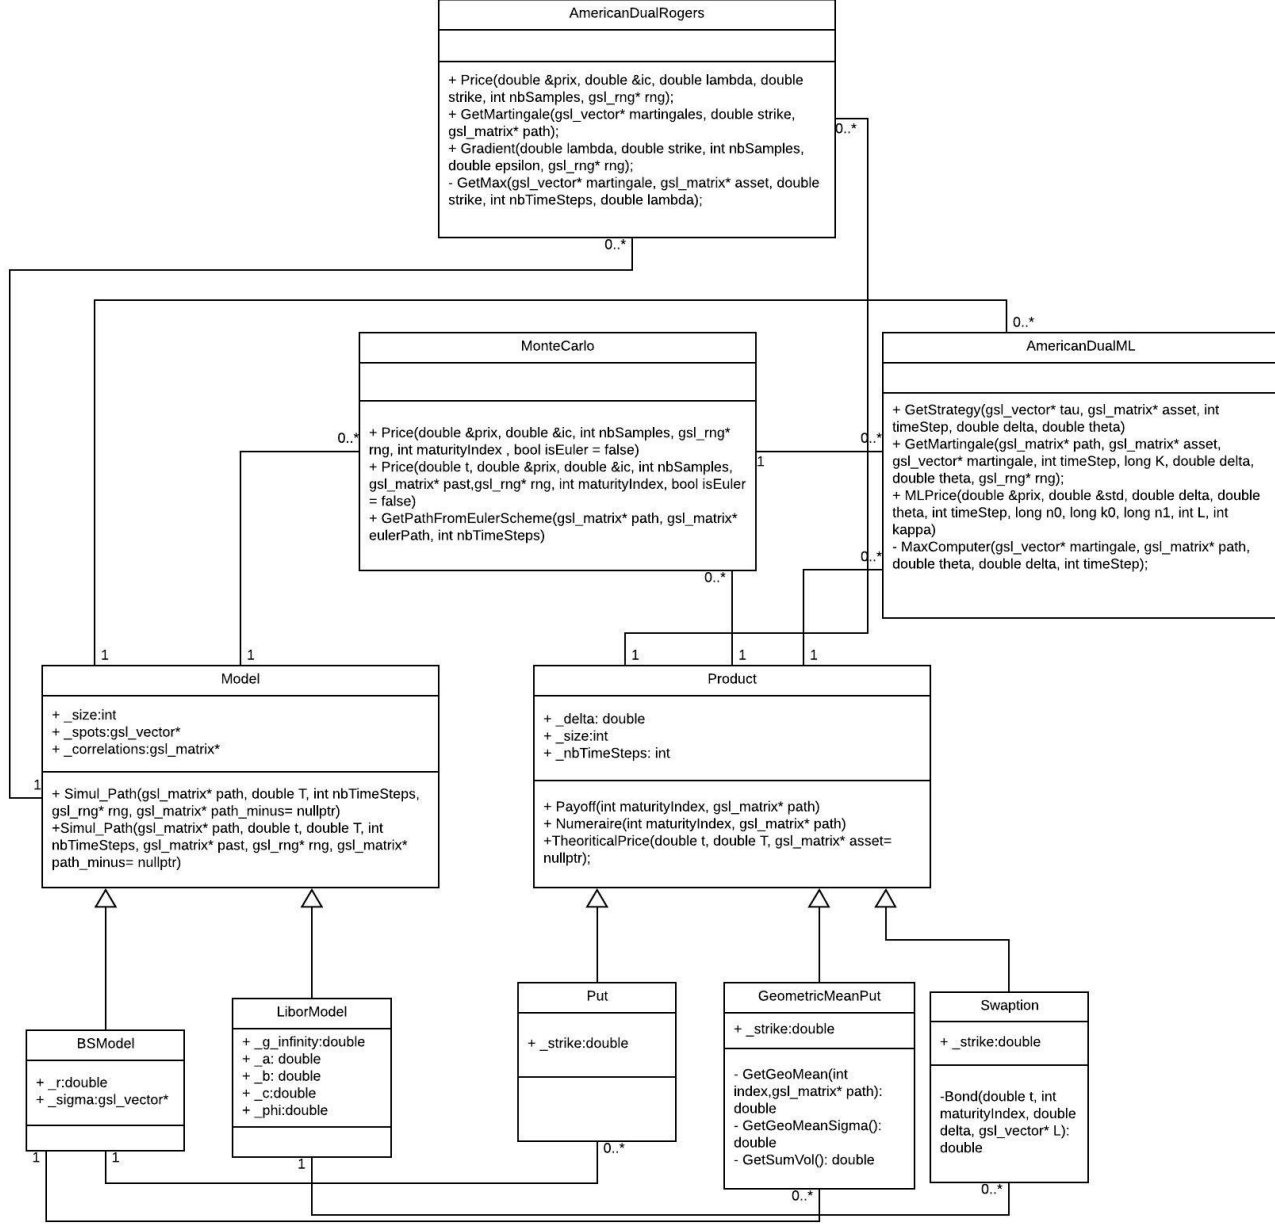 AmericanDualRogers
+ Price(double &prix, double &ic, double lambda, double
strike, int nbSamples, gsl_rng* rng);
+ GetMartingale(gsl_vector* martingales, double strike,
gsl_matrix* path);
+ Gradient(double lambda, double strike, int nbSamples,
double epsilon, gsl_rng* rng);
- GetMax(gsl_vector* martingale, gsl_matrix* asset, double
strike, int nbTimeSteps, double lambda);
0..*
0..*
0..*
MonteCarlo
+ Price(double &prix, double &ic, int nbSamples, gsl_rng*
rng, int maturityIndex , bool isEuler = false)
+ Price(double t, double &prix, double &ic, int nbSamples,
gsl_matrix* past,gsl_rng* rng, int maturityIndex, bool isEuler
= false)
+ GetPathFromEulerScheme(gsl_matrix* path, gsl_matrix*
eulerPath, int nbTimeSteps)
0..*
1
0..*
AmericanDualML
+ GetStrategy(gsl_vector* tau, gsl_matrix* asset, int
timeStep, double delta, double theta)
+ GetMartingale(gsl_matrix* path, gsl_matrix* asset,
gsl_vector* martingale, int timeStep, long K, double delta,
double theta, gsl_rng* rng);
+ MLPrice(double &prix, double &std, double delta, double
theta, int timeStep, long n0, long k0, long n1, int L, int
kappa)
- MaxComputer(gsl_vector* martingale, gsl_matrix* path,
double theta, double delta, int timeStep);
0..*
0..*
1
1
1
1
1
Model
+ _size:int
+ _spots:gsl_vector*
+ _correlations:gsl_matrix*
1
+ Simul_Path(gsl_matrix* path, double T, int nbTimeSteps,
gsl_rng* rng, gsl_matrix* path_minus= nullptr)
+Simul_Path(gsl_matrix* path, double t, double T, int
nbTimeSteps, gsl_matrix* past, gsl_rng* rng, gsl_matrix*
path_minus= nullptr)
Product
+ _delta: double
+ _size:int
+ _nbTimeSteps: int
+ Payoff(int maturityIndex, gsl_matrix* path)
+ Numeraire(int maturityIndex, gsl_matrix* path)
+TheoriticalPrice(double t, double T, gsl_matrix* asset=
nullptr);
BSModel
+ _r:double
+ _sigma:gsl_vector*
1
1
LiborModel
+ _g_infinity:double
+ _a: double
+ _b: double
+ _c:double
+ _phi:double
1
Put
+ _strike:double
0..*
GeometricMeanPut
+ _strike:double
- GetGeoMean(int
index,gsl_matrix* path):
double
- GetGeoMeanSigma():
double
- GetSumVol(): double
0..*
Swaption
+ _strike:double
-Bond(double t, int
maturityIndex, double
delta, gsl_vector* L):
double
0..*